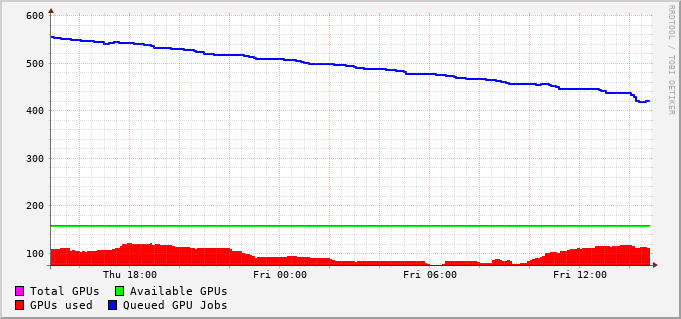 600
500
400
300
200
100
Thu 18:00 Fri 00:00 Fri 06:00 Fri 12:00
Total GPUs Available GPUs
GPUs used Queued GPU Jobs
RRDTOOL / TOBI OETIKER